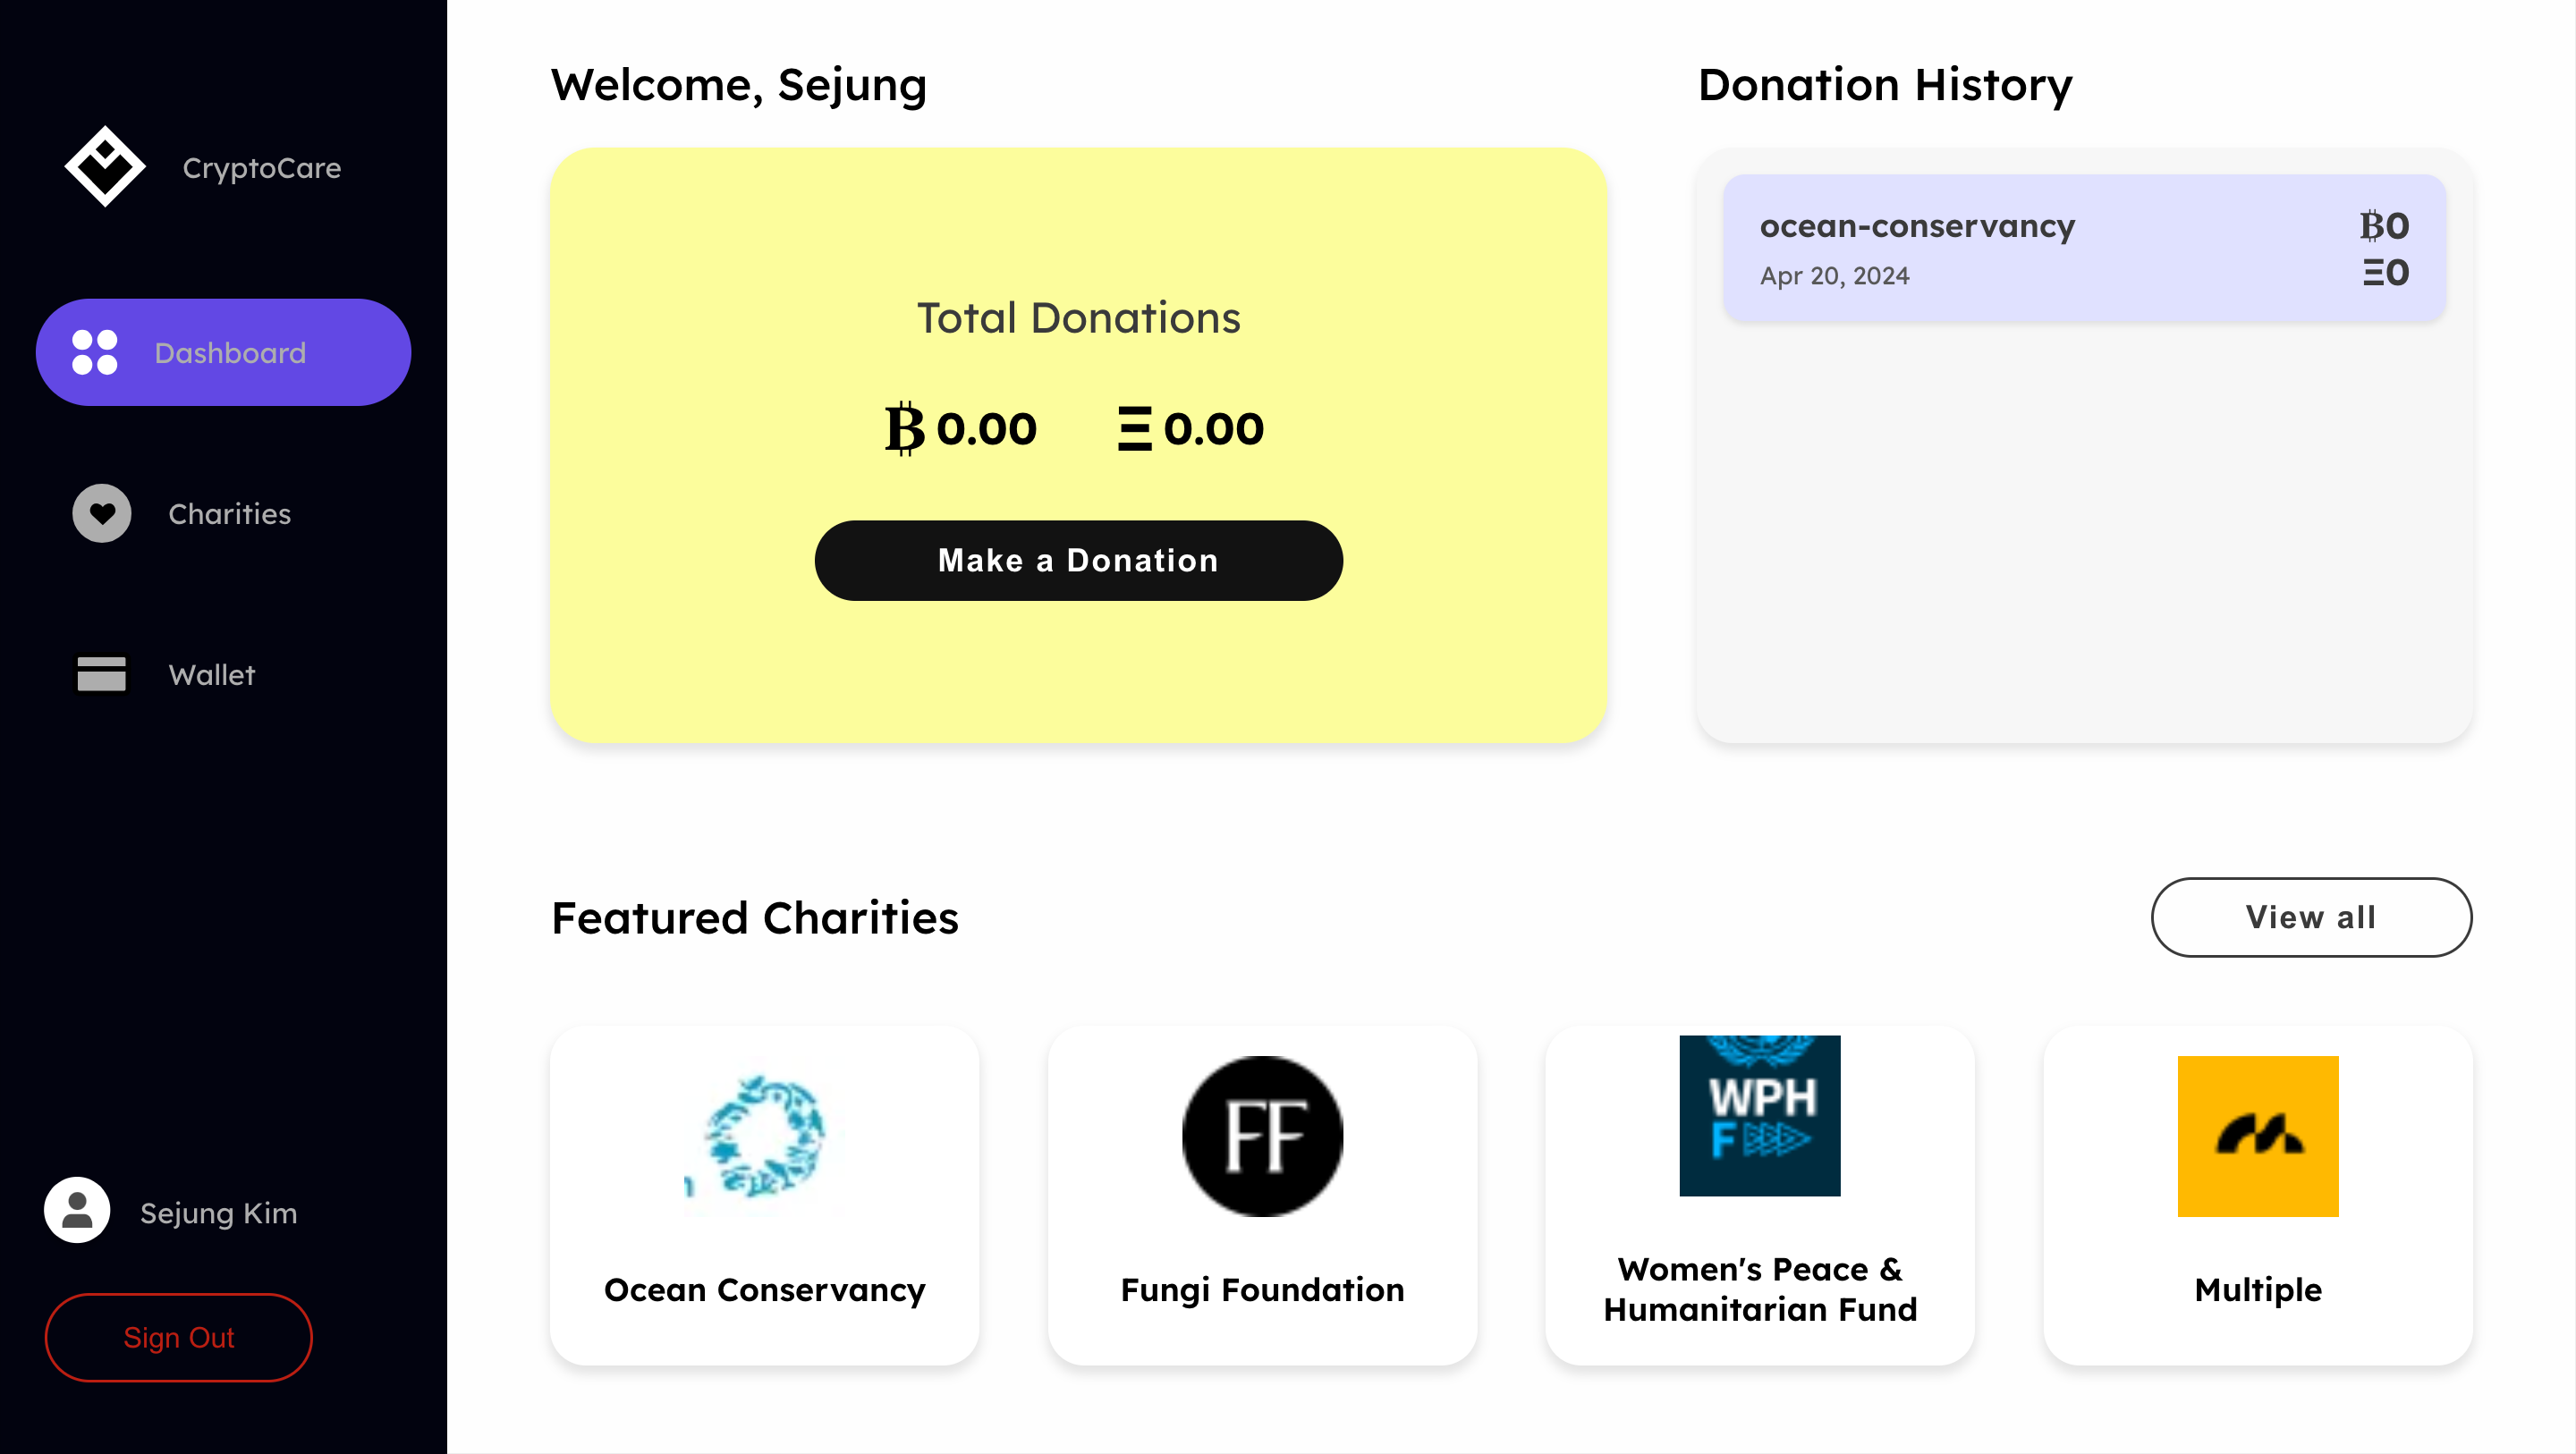 CryptoCare
Dashboard
Charities
Wallet
Sejung Kim
Sign Out
Welcome, Sejung
Total Donations
₿ 0.00 Ξ 0.00
Make a Donation
Donation History
ocean-conservancy ₿0
Apr 20, 2024 Ξ0
Featured Charities
View all
Ocean Conservancy
FF
Fungi Foundation
WPH
F
Women's Peace &
Humanitarian Fund
Multiple